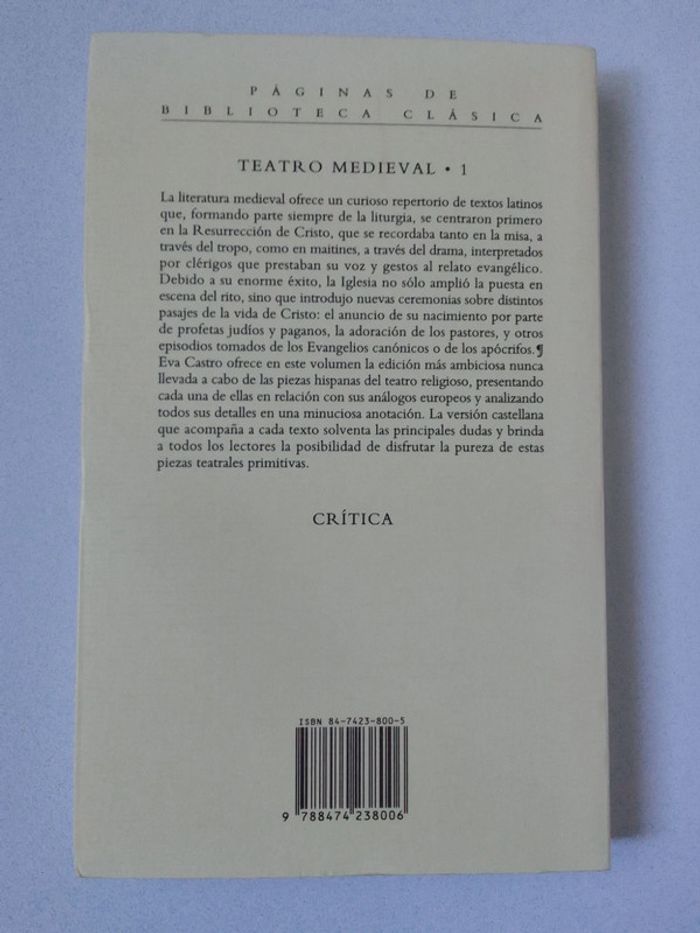 PÁGINAS DE
BIBLIOTECA CLÁSICA
TEATRO MEDIEVAL • 1
La literatura medieval ofrece un curioso repertorio de textos latinos
que, formando parte siempre de la liturgia, se centraron primero
en la Resurrección de Cristo, que se recordaba tanto en la misa, a
través del tropo, como en maitines, a través del drama, interpretados
por clérigos que prestaban su voz y gestos al relato evangélico.
Debido a su enorme éxito, la Iglesia no sólo amplió la puesta en
escena del rito, sino que introdujo nuevas ceremonias sobre distintos
pasajes de la vida de Cristo: el anuncio de su nacimiento por parte
de profetas judíos y paganos, la adoración de los pastores, y otros
episodios tomados de los Evangelios canónicos o de los apócrifos.¶
Eva Castro ofrece en este volumen la edición más ambiciosa nunca
llevada a cabo de las piezas hispanas del teatro religioso, presentando
cada una de ellas en relación con sus análogos europeos y analizando
todos sus detalles en una minuciosa anotación. La versión castellana
que acompaña a cada texto solventa las principales dudas y brinda
a todos los lectores la posibilidad de disfrutar la pureza de estas
piezas teatrales primitivas.
CRÍTICA
ISBN 84-7423-800-5
9 788474 238006